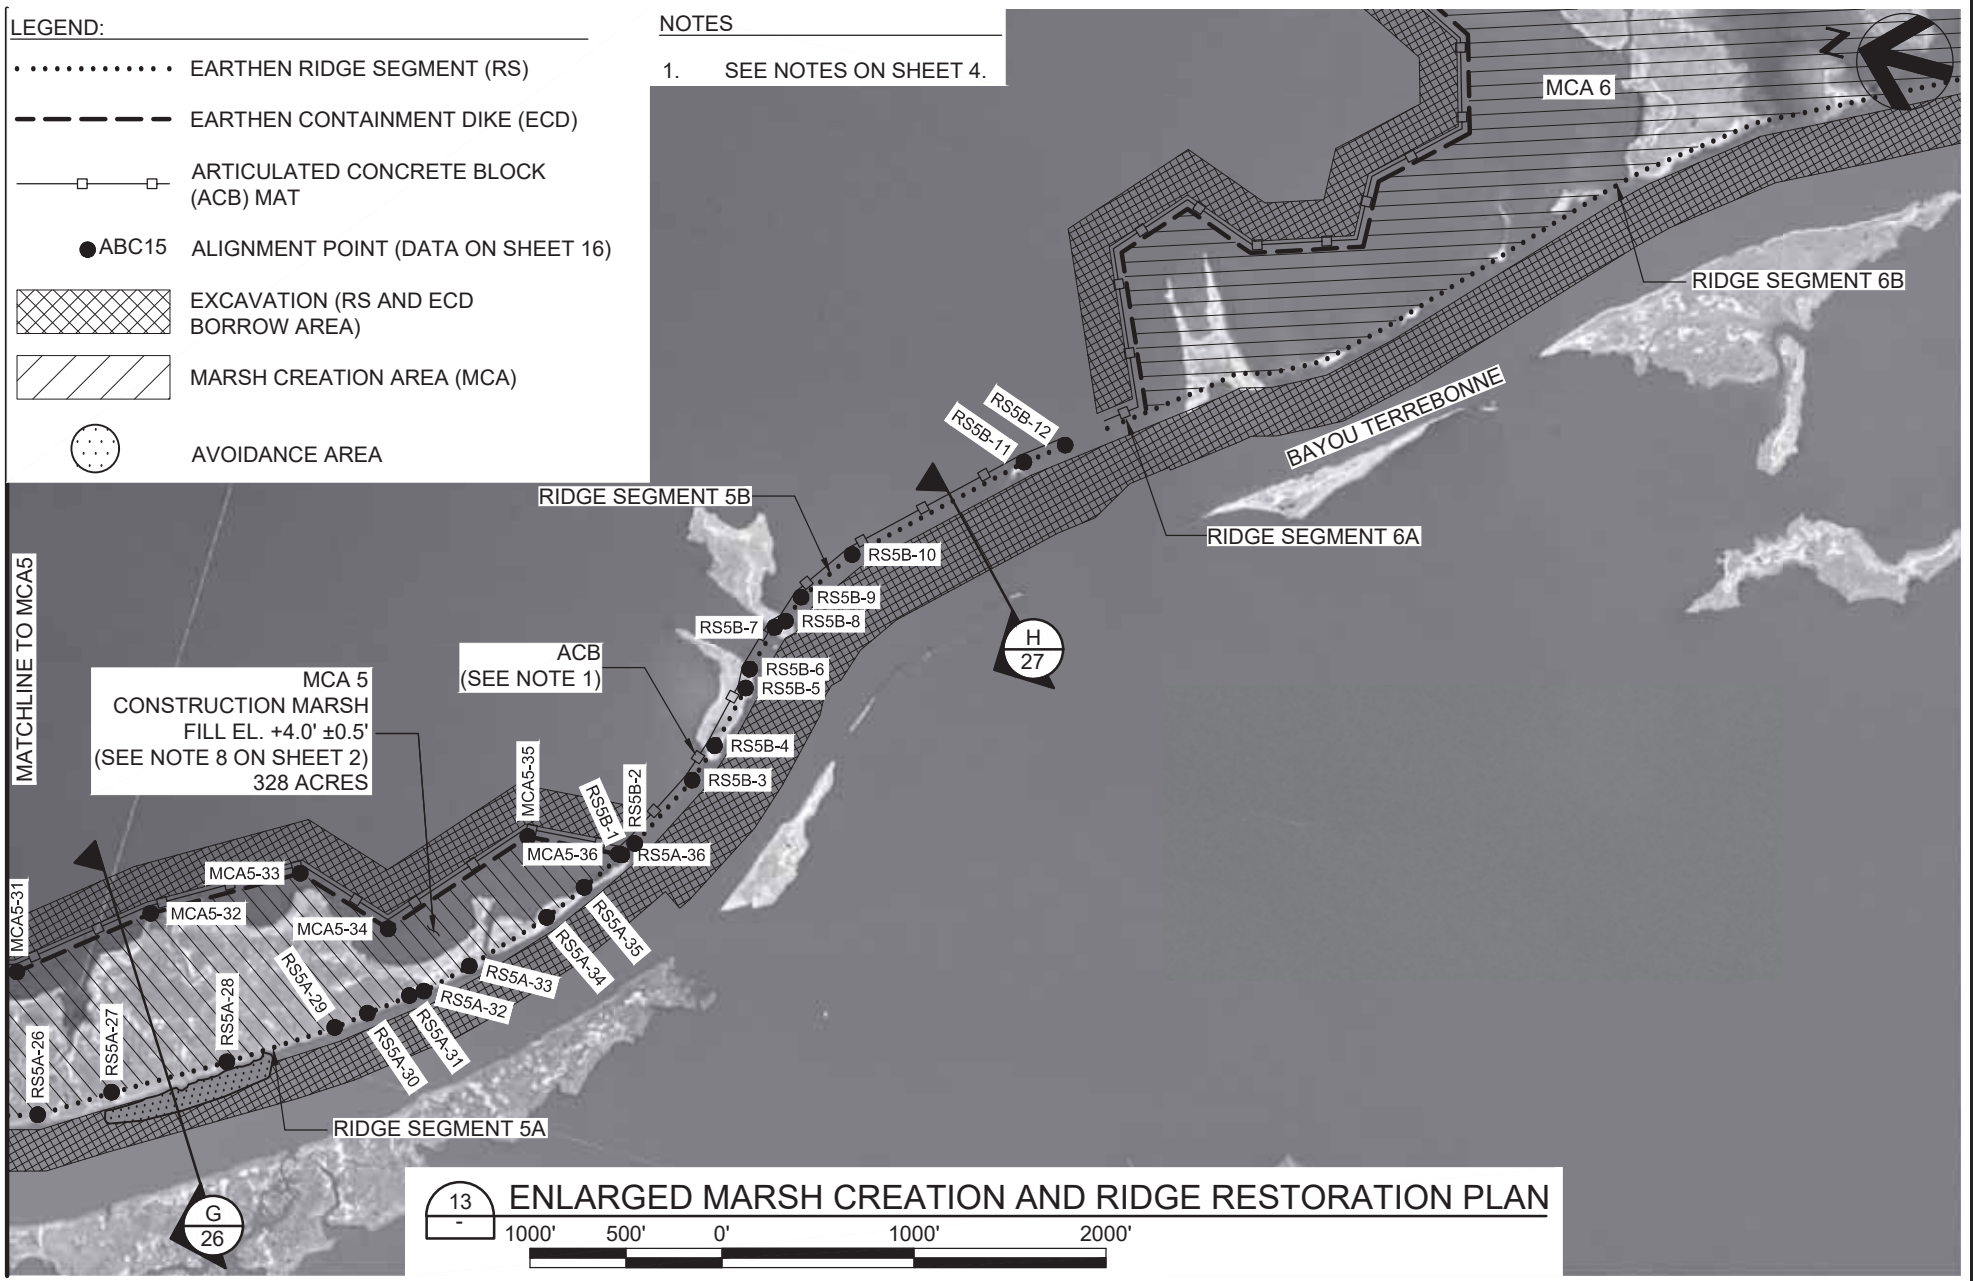 LEGEND:
EARTHEN RIDGE SEGMENT (RS)
EARTHEN CONTAINMENT DIKE (ECD)
ARTICULATED CONCRETE BLOCK
(ACB) MAT
ABC15 ALIGNMENT POINT (DATA ON SHEET 16)
EXCAVATION (RS AND ECD
BORROW AREA)
MARSH CREATION AREA (MCA)
AVOIDANCE AREA
NOTES
1. SEE NOTES ON SHEET 4.
Z
MCA 6
RIDGE SEGMENT 6B
BAYOU TERREBONNE
RIDGE SEGMENT 6A
RS5B-12
RS5B-11
RIDGE SEGMENT 5B
RS5B-10
RS5B-9
RS5B-8
RS5B-7
RS5B-6
RS5B-5
RS5B-4
RS5B-3
H
27
ACB
(SEE NOTE 1)
MATCHLINE TO MCA5
MCA 5
CONSTRUCTION MARSH
FILL EL. +4.0' ±0.5'
(SEE NOTE 8 ON SHEET 2)
328 ACRES
MCA5-35
RS5B-1
RS5B-2
MCA5-36
RS5A-36
MCA5-33
MCA5-32
MCA5-31
MCA5-34
RS5A-35
RS5A-34
RS5A-33
RS5A-32
RS5A-31
RS5A-30
RS5A-29
RS5A-28
RS5A-27
RS5A-26
RIDGE SEGMENT 5A
G
26
13
-
ENLARGED MARSH CREATION AND RIDGE RESTORATION PLAN
1000' 500' 0' 1000' 2000'